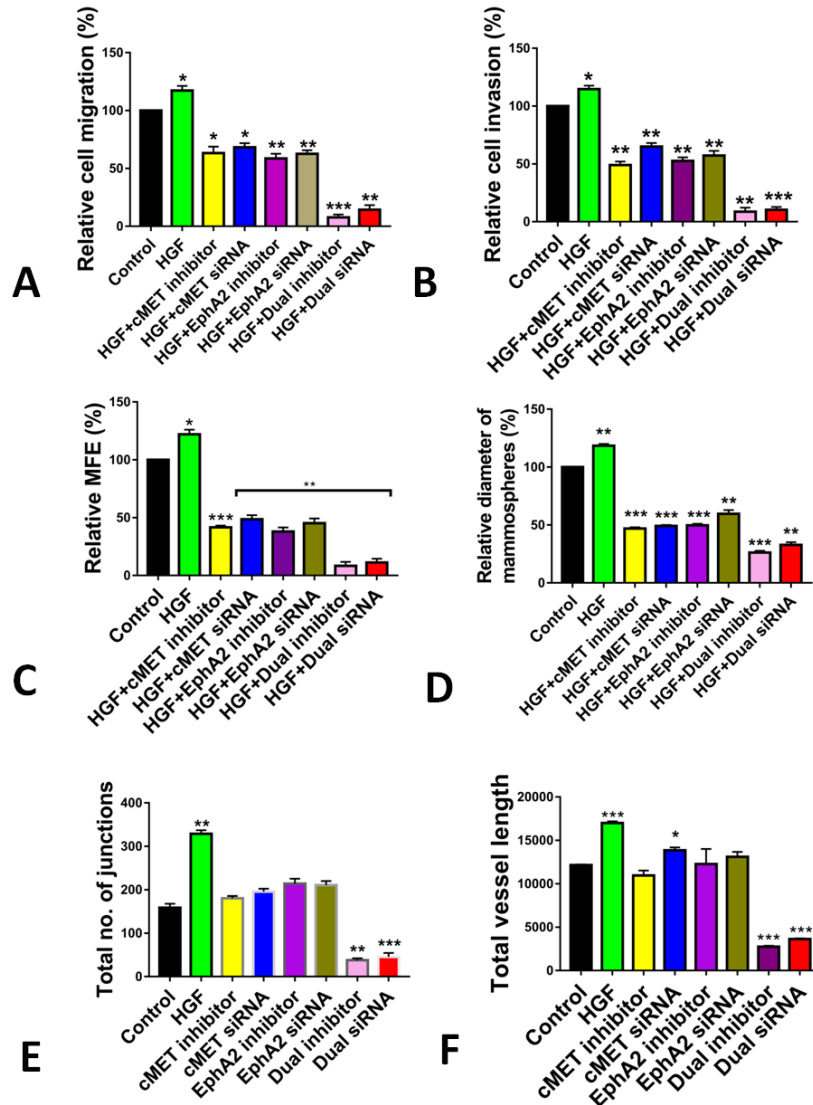 Relative cell migration (%)
150
100
50
0
*
*
*
**
**
***
**
Control
HGF
HGF+cMET inhibitor
HGF+cMET siRNA
HGF+EphA2 inhibitor
HGF+EphA2 siRNA
HGF+Dual inhibitor
HGF+Dual siRNA
A
Relative cell invasion (%)
150
100
50
0
*
**
**
**
**
**
***
Control
HGF
HGF+cMET inhibitor
HGF+cMET siRNA
HGF+EphA2 inhibitor
HGF+EphA2 siRNA
HGF+Dual inhibitor
HGF+Dual siRNA
B
Relative MFE (%)
150
100
50
0
*
***
**
Control
HGF
HGF+cMET inhibitor
HGF+cMET siRNA
HGF+EphA2 inhibitor
HGF+EphA2 siRNA
HGF+Dual inhibitor
HGF+Dual siRNA
C
Relative diameter of
mammospheres (%)
150
100
50
0
**
***
***
***
**
***
**
Control
HGF
HGF+cMET inhibitor
HGF+cMET siRNA
HGF+EphA2 inhibitor
HGF+EphA2 siRNA
HGF+Dual inhibitor
HGF+Dual siRNA
D
Total no. of junctions
400
300
200
100
0
**
**
***
Control
HGF
cMET inhibitor
cMET siRNA
EphA2 inhibitor
EphA2 siRNA
Dual inhibitor
Dual siRNA
E
Total vessel length
20000
15000
10000
5000
0
***
*
***
***
Control
HGF
cMET inhibitor
cMET siRNA
EphA2 inhibitor
EphA2 siRNA
Dual inhibitor
Dual siRNA
F